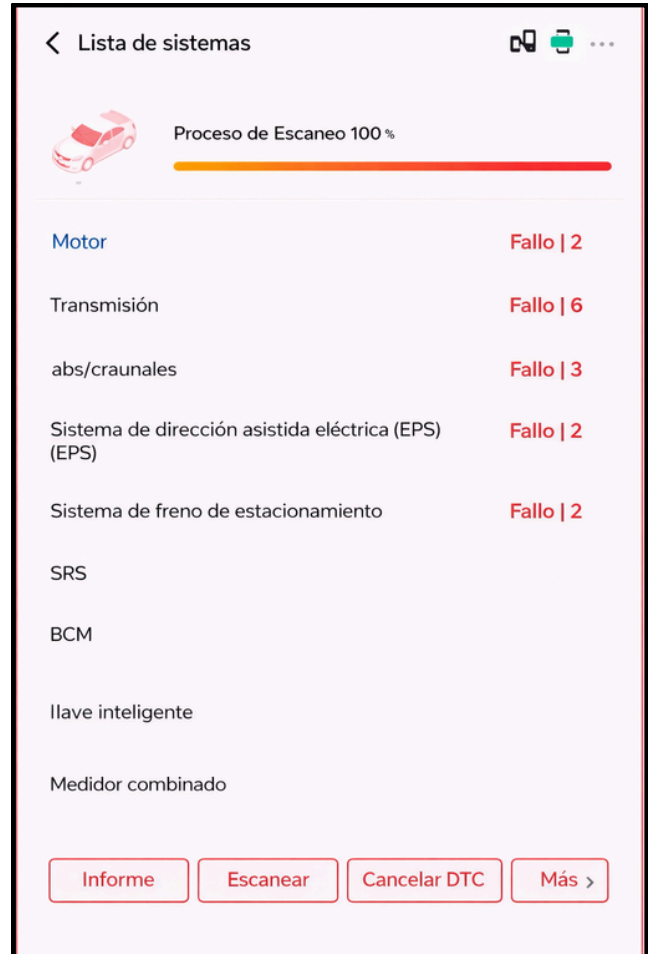 Lista de sistemas
Proceso de Escaneo 100 %
Motor Fallo | 2
Transmisión Fallo | 6
abs/craunales Fallo | 3
Sistema de dirección asistida eléctrica (EPS) Fallo | 2
(EPS)
Sistema de freno de estacionamiento Fallo | 2
SRS
BCM
llave inteligente
Medidor combinado
Informe Escanear Cancelar DTC Más >